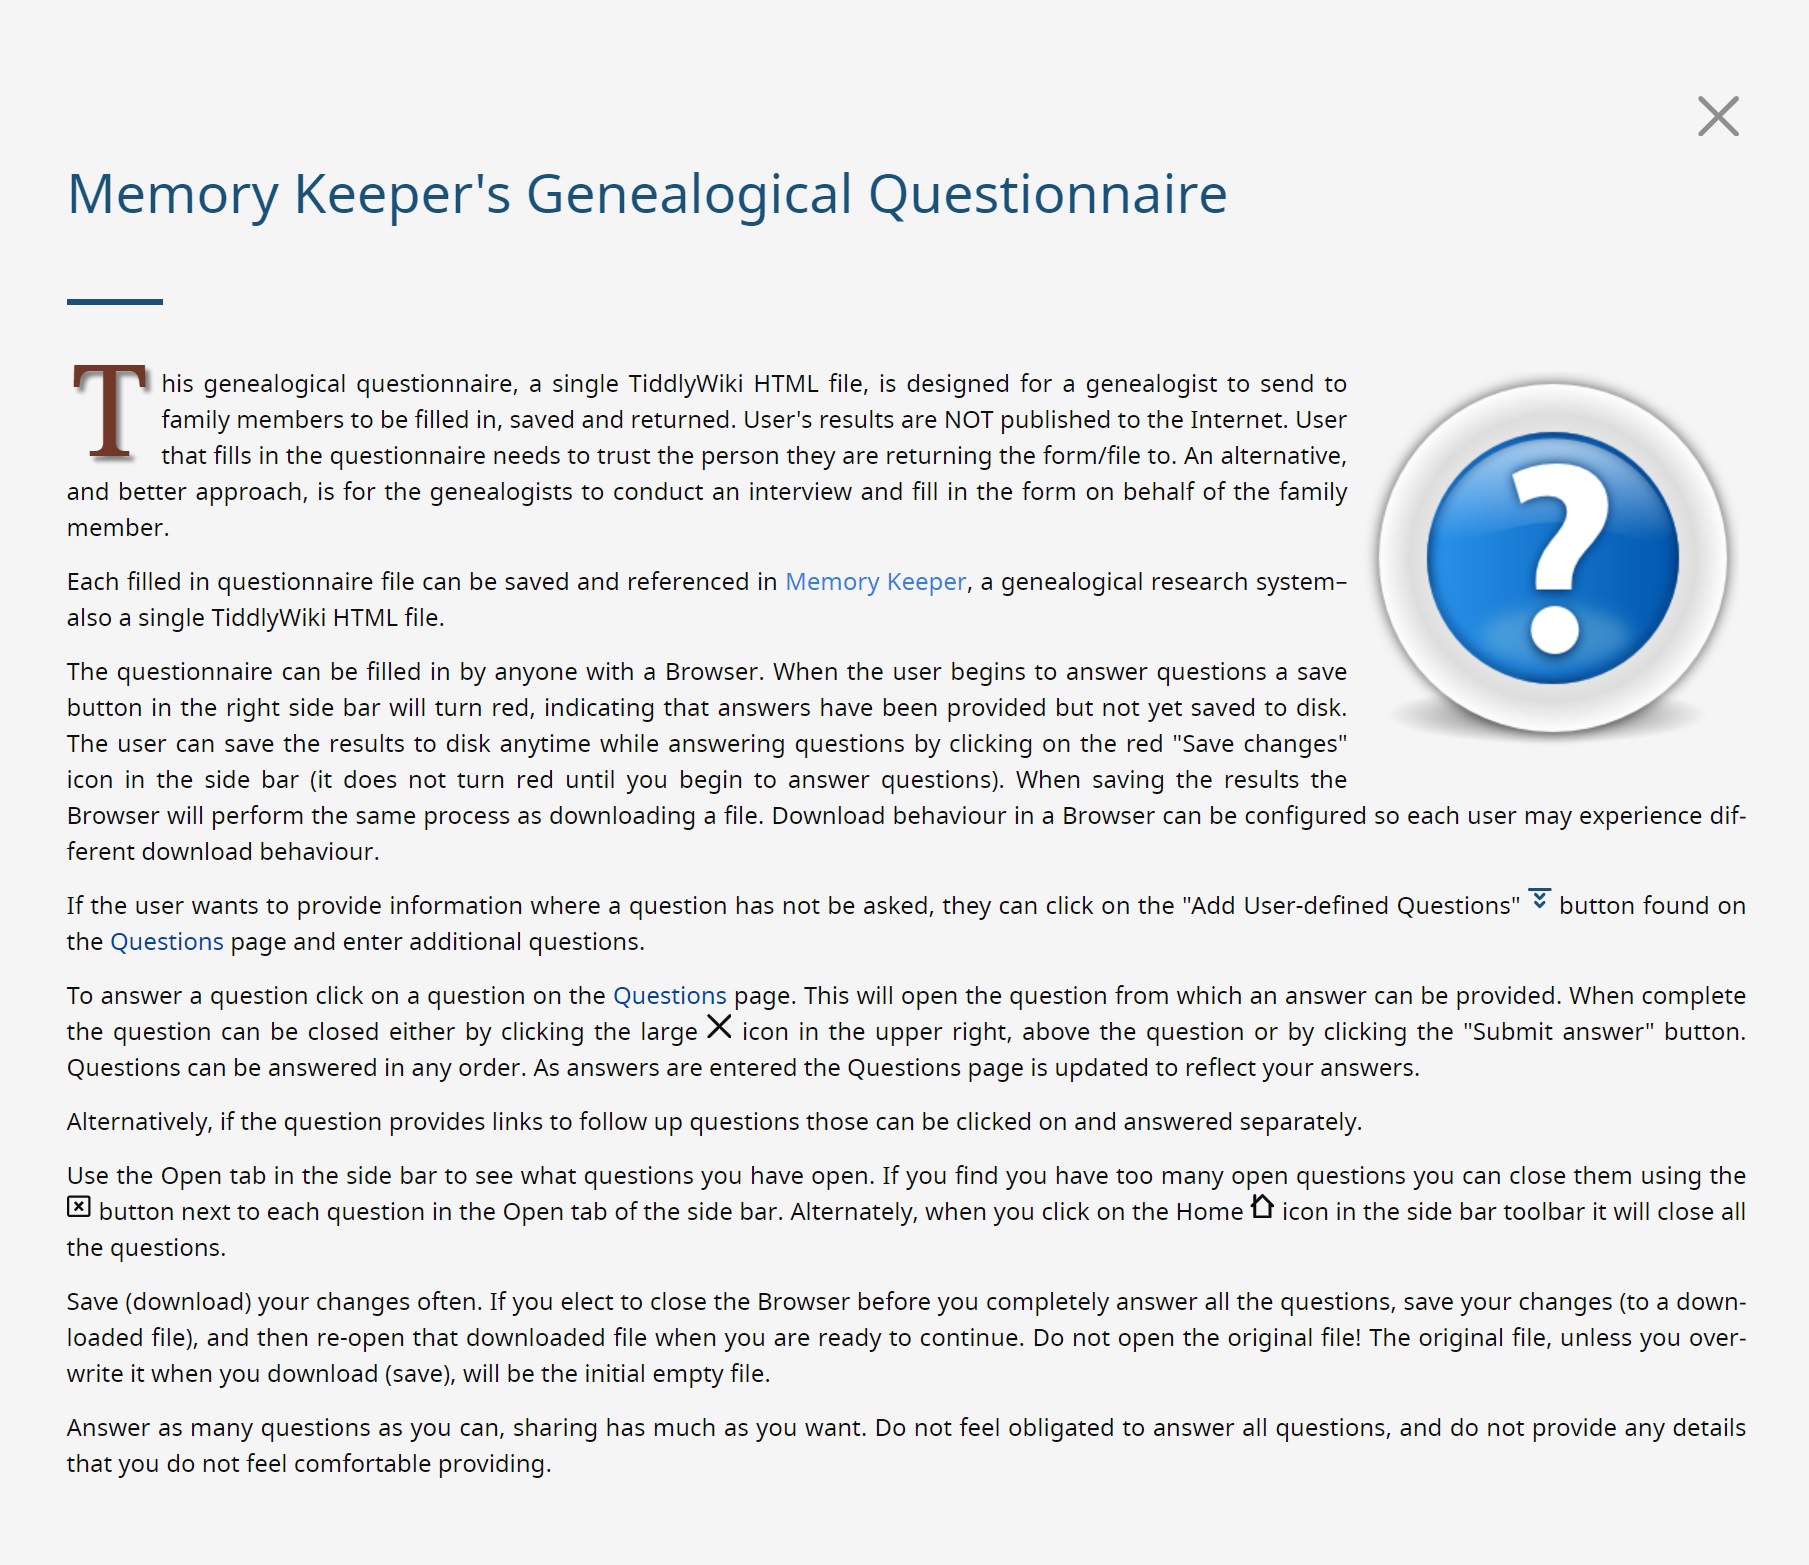 Memory Keeper's Genealogical Questionnaire
This genealogical questionnaire, a single TiddlyWiki HTML file, is designed for a genealogist to send to
family members to be filled in, saved and returned. User's results are NOT published to the Internet. User
that fills in the questionnaire needs to trust the person they are returning the form/file to. An alternative,
and better approach, is for the genealogists to conduct an interview and fill in the form on behalf of the family
member.
Each filled in questionnaire file can be saved and referenced in Memory Keeper, a genealogical research system–
also a single TiddlyWiki HTML file.
The questionnaire can be filled in by anyone with a Browser. When the user begins to answer questions a save
button in the right side bar will turn red, indicating that answers have been provided but not yet saved to disk.
The user can save the results to disk anytime while answering questions by clicking on the red "Save changes"
icon in the side bar (it does not turn red until you begin to answer questions). When saving the results the
Browser will perform the same process as downloading a file. Download behaviour in a Browser can be configured so each user may experience dif-
ferent download behaviour.
If the user wants to provide information where a question has not be asked, they can click on the "Add User-defined Questions" button found on
the Questions page and enter additional questions.
To answer a question click on a question on the Questions page. This will open the question from which an answer can be provided. When complete
the question can be closed either by clicking the large icon in the upper right, above the question or by clicking the "Submit answer" button.
Questions can be answered in any order. As answers are entered the Questions page is updated to reflect your answers.
Alternatively, if the question provides links to follow up questions those can be clicked on and answered separately.
Use the Open tab in the side bar to see what questions you have open. If you find you have too many open questions you can close them using the
button next to each question in the Open tab of the side bar. Alternately, when you click on the Home icon in the side bar toolbar it will close all
the questions.
Save (download) your changes often. If you elect to close the Browser before you completely answer all the questions, save your changes (to a down-
loaded file), and then re-open that downloaded file when you are ready to continue. Do not open the original file! The original file, unless you over-
write it when you download (save), will be the initial empty file.
Answer as many questions as you can, sharing has much as you want. Do not feel obligated to answer all questions, and do not provide any details
that you do not feel comfortable providing.